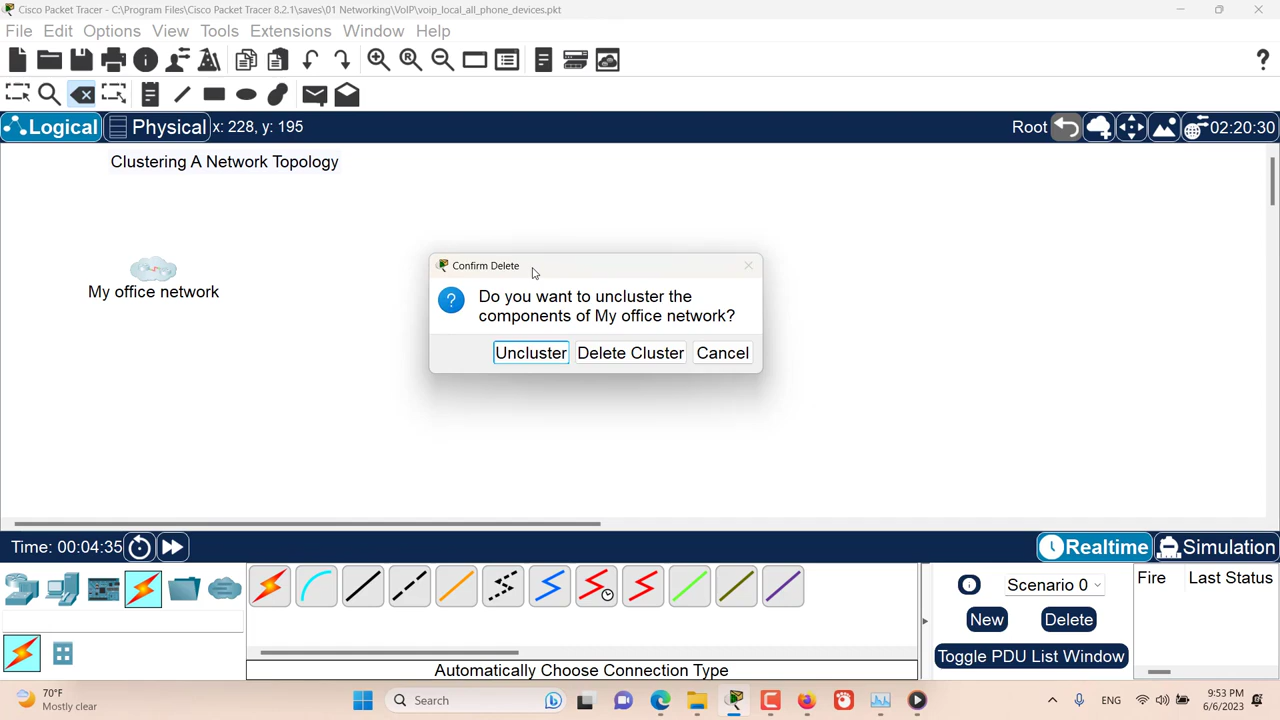 Cisco Packet Tracer - C:\Program Files\Cisco Packet Tracer 8.2.1\saves\01 Networking\VoIP\voip_local_all_phone_devices.pkt
File Edit Options View Tools Extensions Window Help
Logical Physical x: 228, y: 195 Root 02:20:30
Clustering A Network Topology
My office network
Confirm Delete
Do you want to uncluster the
components of My office network?
Uncluster Delete Cluster Cancel
Time: 00:04:35 Realtime Simulation
Scenario 0 Fire Last Status
New Delete
Toggle PDU List Window
Automatically Choose Connection Type
70°F
Mostly clear
Search
ENG
9:53 PM
6/6/2023